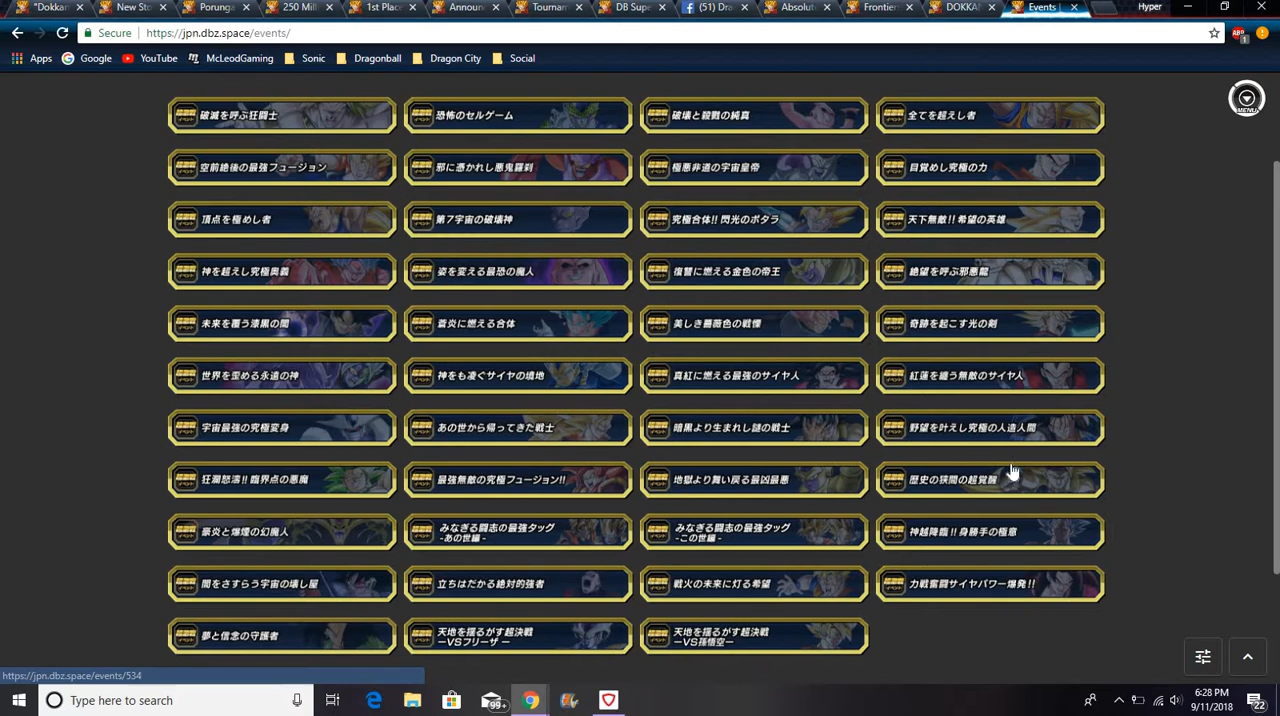 "Dokkan
New Sto
Porunga
250 Mill
1st Place
Announ
Tournam
DB Supe
(51) Dra
Absolute
Frontier
DOKKAN
Events
Hyper
Secure
https://jpn.dbz.space/events/
ABP
1
Apps
Google
YouTube
McLeodGaming
Sonic
Dragonball
Dragon City
Social
MENU
破滅を呼ぶ狂闘士
恐怖のセルゲーム
破壊と殺戮の純真
全てを超えし者
空前絶後の最強フュージョン
邪に憑かれし悪鬼羅刹
極悪非道の宇宙皇帝
目覚めし究極の力
頂点を極めし者
第7宇宙の破壊神
究極合体!! 閃光のポタラ
天下無敵!! 希望の英雄
神を超えし究極奥義
姿を変える最恐の魔人
復讐に燃える金色の帝王
絶望を呼ぶ邪悪龍
未来を覆う漆黒の闇
蒼炎に燃える合体
美しき薔薇色の戦慄
奇跡を起こす光の剣
世界を歪める永遠の神
神をも凌ぐサイヤの境地
真紅に燃える最強のサイヤ人
紅蓮を纏う無敵のサイヤ人
宇宙最強の究極変身
あの世から帰ってきた戦士
暗黒より生まれし謎の戦士
野望を叶えし究極の人造人間
狂瀾怒濤!! 臨界点の悪魔
最強無敵の究極フュージョン!!
地獄より舞い戻る最凶最悪
歴史の狭間の超覚醒
豪炎と爆煙の幻魔人
みなぎる闘志の最強タッグ
-あの世編-
みなぎる闘志の最強タッグ
-この世編-
神越降臨!! 身勝手の極意
闇をさすらう宇宙の壊し屋
立ちはだかる絶対的強者
戦火の未来に灯る希望
力戦奮闘サイヤパワー爆発!!
夢と信念の守護者
天地を揺るがす超決戦
ーVSフリーザー
天地を揺るがす超決戦
ーVS孫悟空ー
https://jpn.dbz.space/events/534
Type here to search
99+
6:28 PM
9/11/2018
22